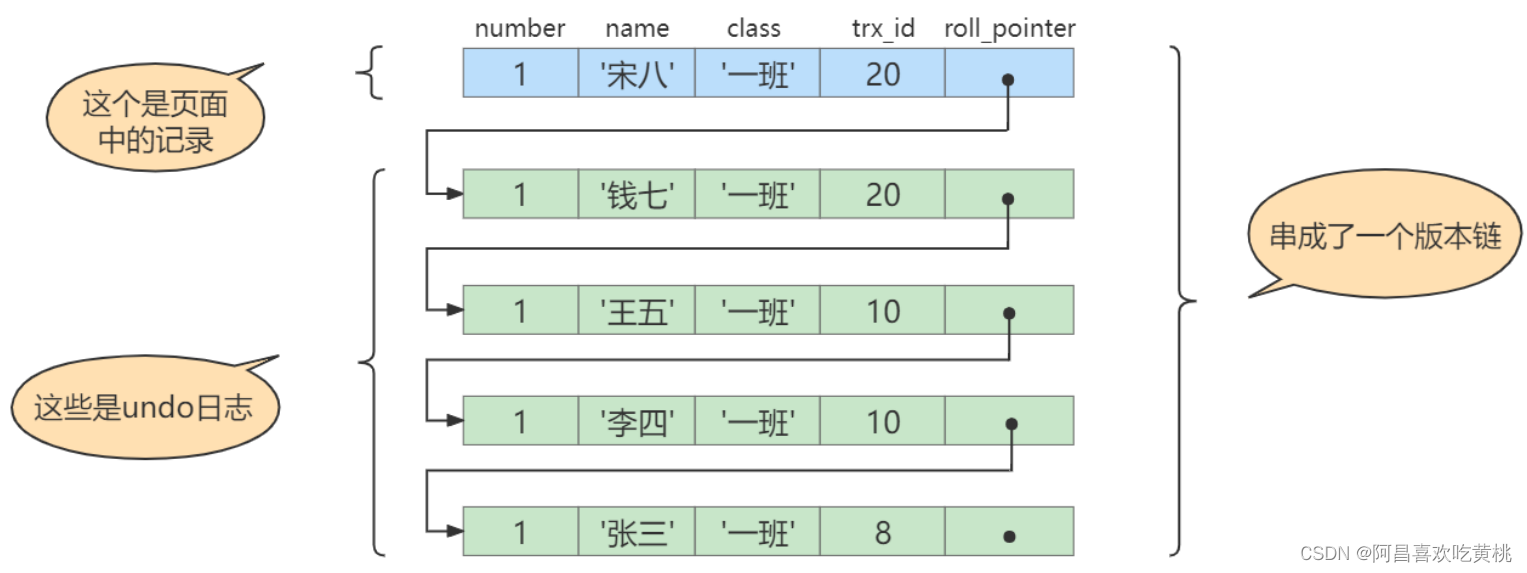 number name class trx_id roll_pointer
1 '宋八' '一班' 20
这个是页面
中的记录
1 '钱七' '一班' 20
串成了一个版本链
1 '王五' '一班' 10
这些是undo日志
1 '李四' '一班' 10
1 '张三' '一班' 8
CSDN @阿昌喜欢吃黄桃